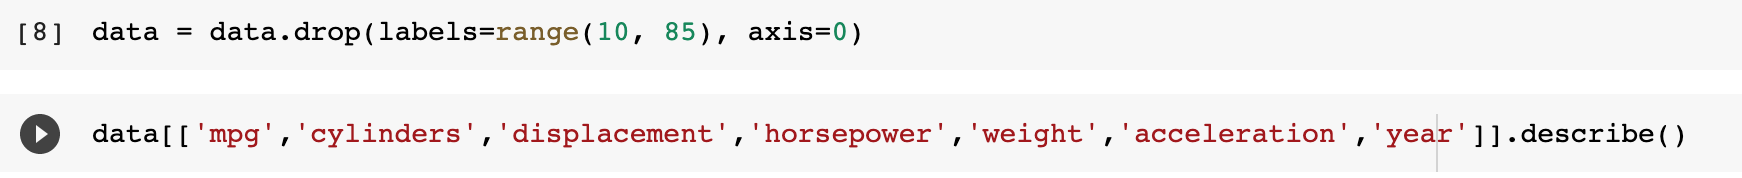 [8] data = data.drop(labels=range(10, 85), axis=0)
data[['mpg','cylinders','displacement','horsepower','weight','acceleration','year']].describe()